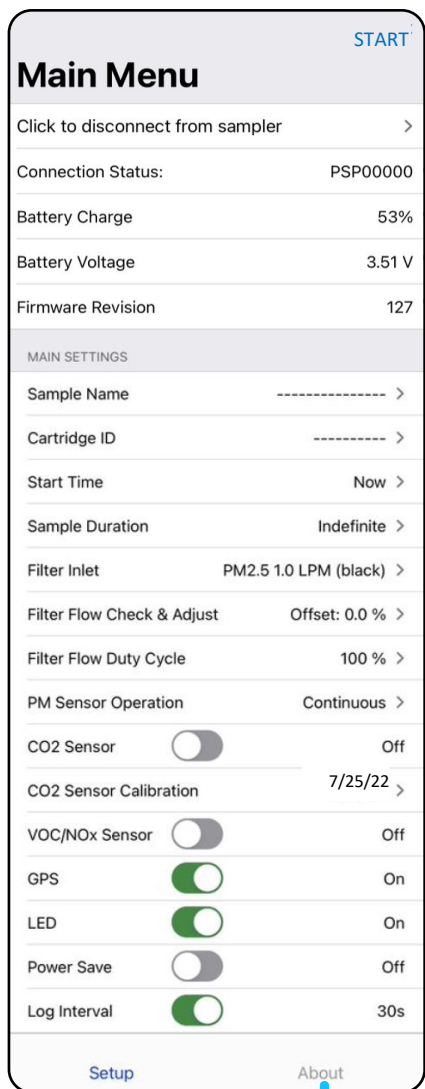 START
Main Menu
Click to disconnect from sampler >
Connection Status: PSP00000
Battery Charge 53%
Battery Voltage 3.51 V
Firmware Revision 127
MAIN SETTINGS
Sample Name --------------- >
Cartridge ID ---------- >
Start Time Now >
Sample Duration Indefinite >
Filter Inlet PM2.5 1.0 LPM (black) >
Filter Flow Check & Adjust Offset: 0.0 % >
Filter Flow Duty Cycle 100 % >
PM Sensor Operation Continuous >
CO2 Sensor Off
CO2 Sensor Calibration 7/25/22 >
VOC/NOx Sensor Off
GPS On
LED On
Power Save Off
Log Interval 30s
Setup About